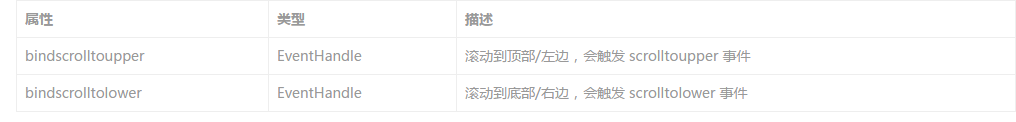 属性 类型 描述
bindscrolltoupper EventHandle 滚动到顶部/左边，会触发 scrolltoupper 事件
bindscrolltolower EventHandle 滚动到底部/右边，会触发 scrolltolower 事件